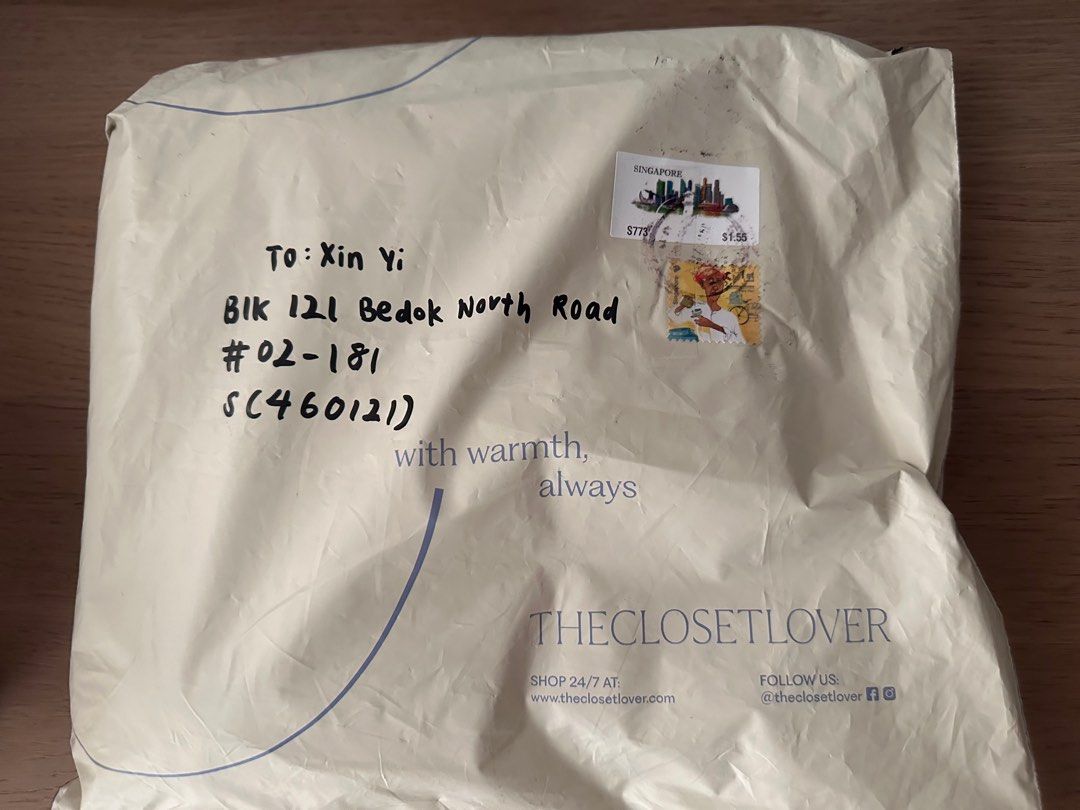 SINGAPORE
S773
$1.55
To: Xin Yi
Blk 121 Bedok North Road
#02-181
S(460121)
with warmth,
always
THECLOSETLOVER
SHOP 24/7 AT:
www.theclosetlover.com
FOLLOW US:
@theclosetlover